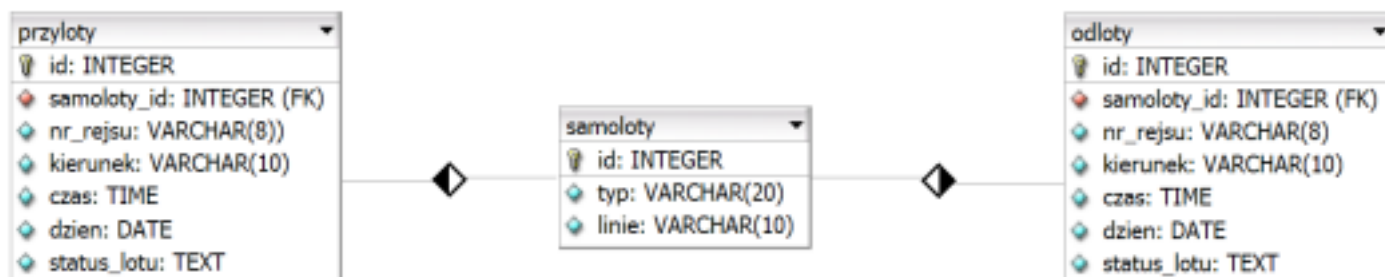 przyloty
id: INTEGER
samoloty_id: INTEGER (FK)
nr_rejsu: VARCHAR(8))
kierunek: VARCHAR(10)
czas: TIME
dzien: DATE
status_lotu: TEXT
samoloty
id: INTEGER
typ: VARCHAR(20)
linie: VARCHAR(10)
odloty
id: INTEGER
samoloty_id: INTEGER (FK)
nr_rejsu: VARCHAR(8)
kierunek: VARCHAR(10)
czas: TIME
dzien: DATE
status_lotu: TEXT